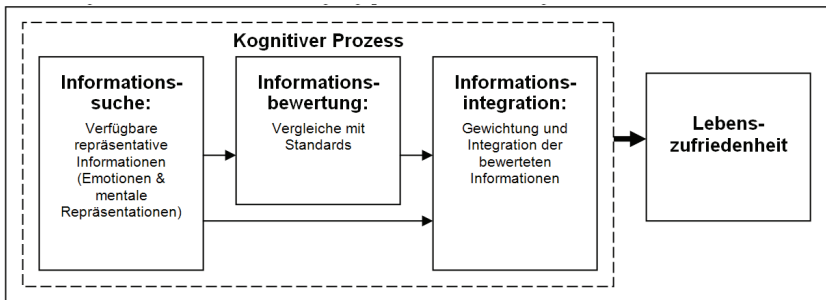 Kognitiver Prozess
Informations-
suche:
Verfügbare
repräsentative
Informationen
(Emotionen &
mentale
Repräsentationen)
Informations-
bewertung:
Vergleiche mit
Standards
Informations-
integration:
Gewichtung und
Integration der
bewerteten
Informationen
Lebens-
zufriedenheit